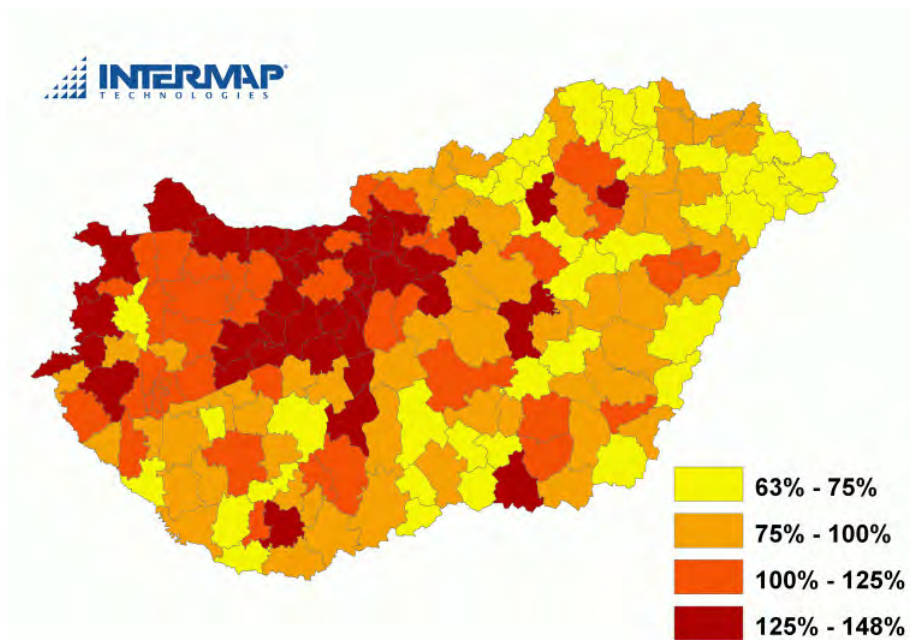 INTERMAP®
TECHNOLOGIES
63% - 75%
75% - 100%
100% - 125%
125% - 148%